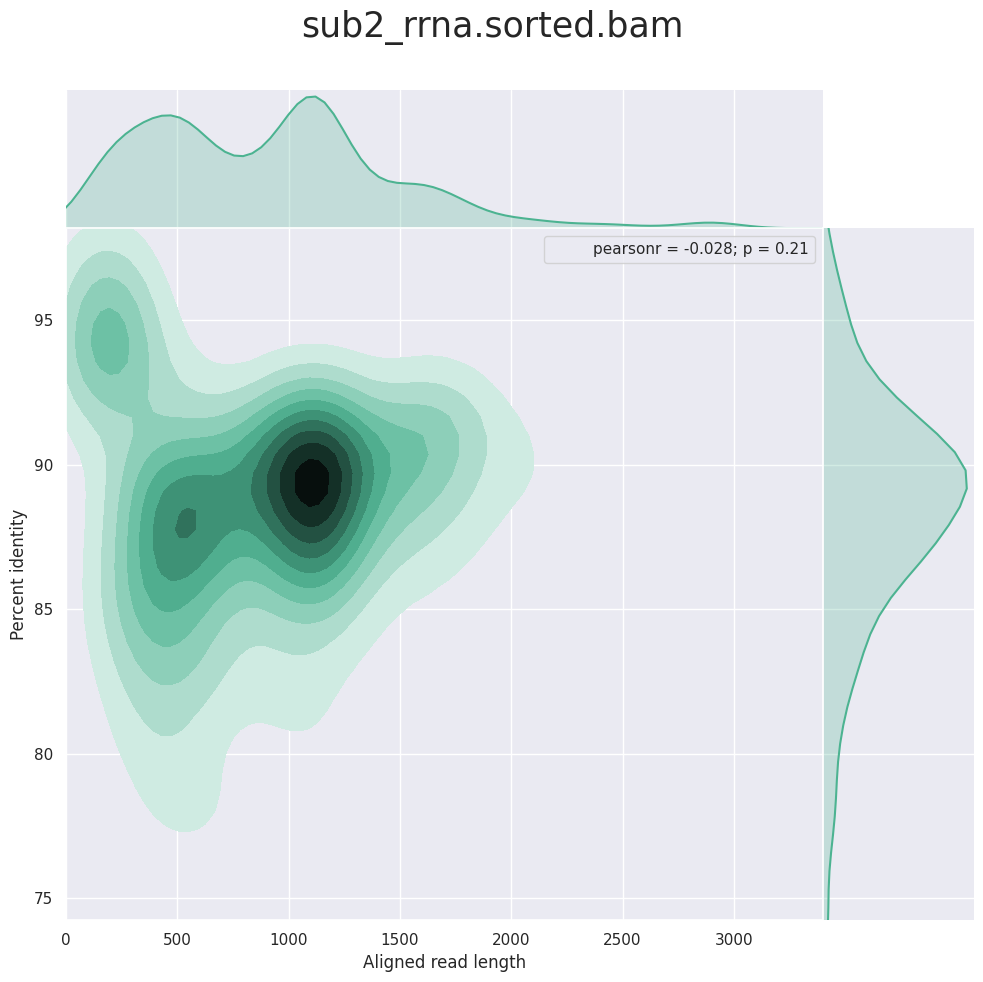 sub2_rrna.sorted.bam
pearsonr = -0.028; p = 0.21
95
90
85
80
75
Percent identity
0 500 1000 1500 2000 2500 3000
Aligned read length